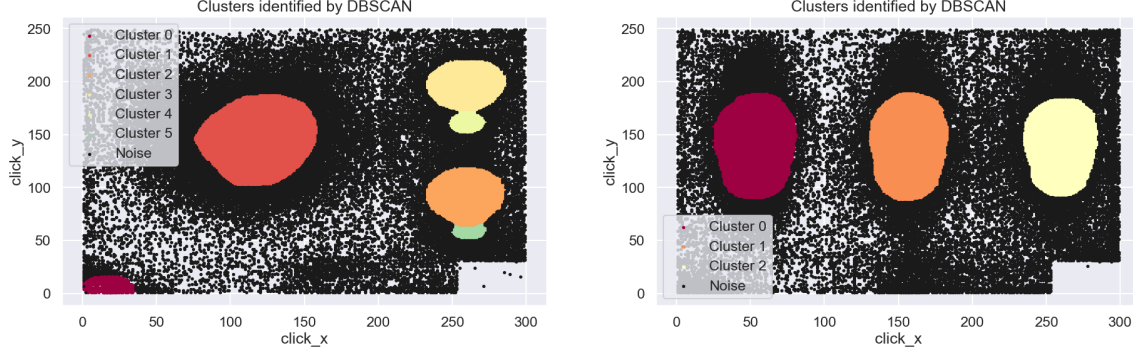 Clusters identified by DBSCAN
250
200
150
100
50
0
click_y
Cluster 0
Cluster 1
Cluster 2
Cluster 3
Cluster 4
Cluster 5
Noise
0 50 100 150 200 250 300
click_x
Clusters identified by DBSCAN
250
200
150
100
50
0
click_y
Cluster 0
Cluster 1
Cluster 2
Noise
0 50 100 150 200 250 300
click_x